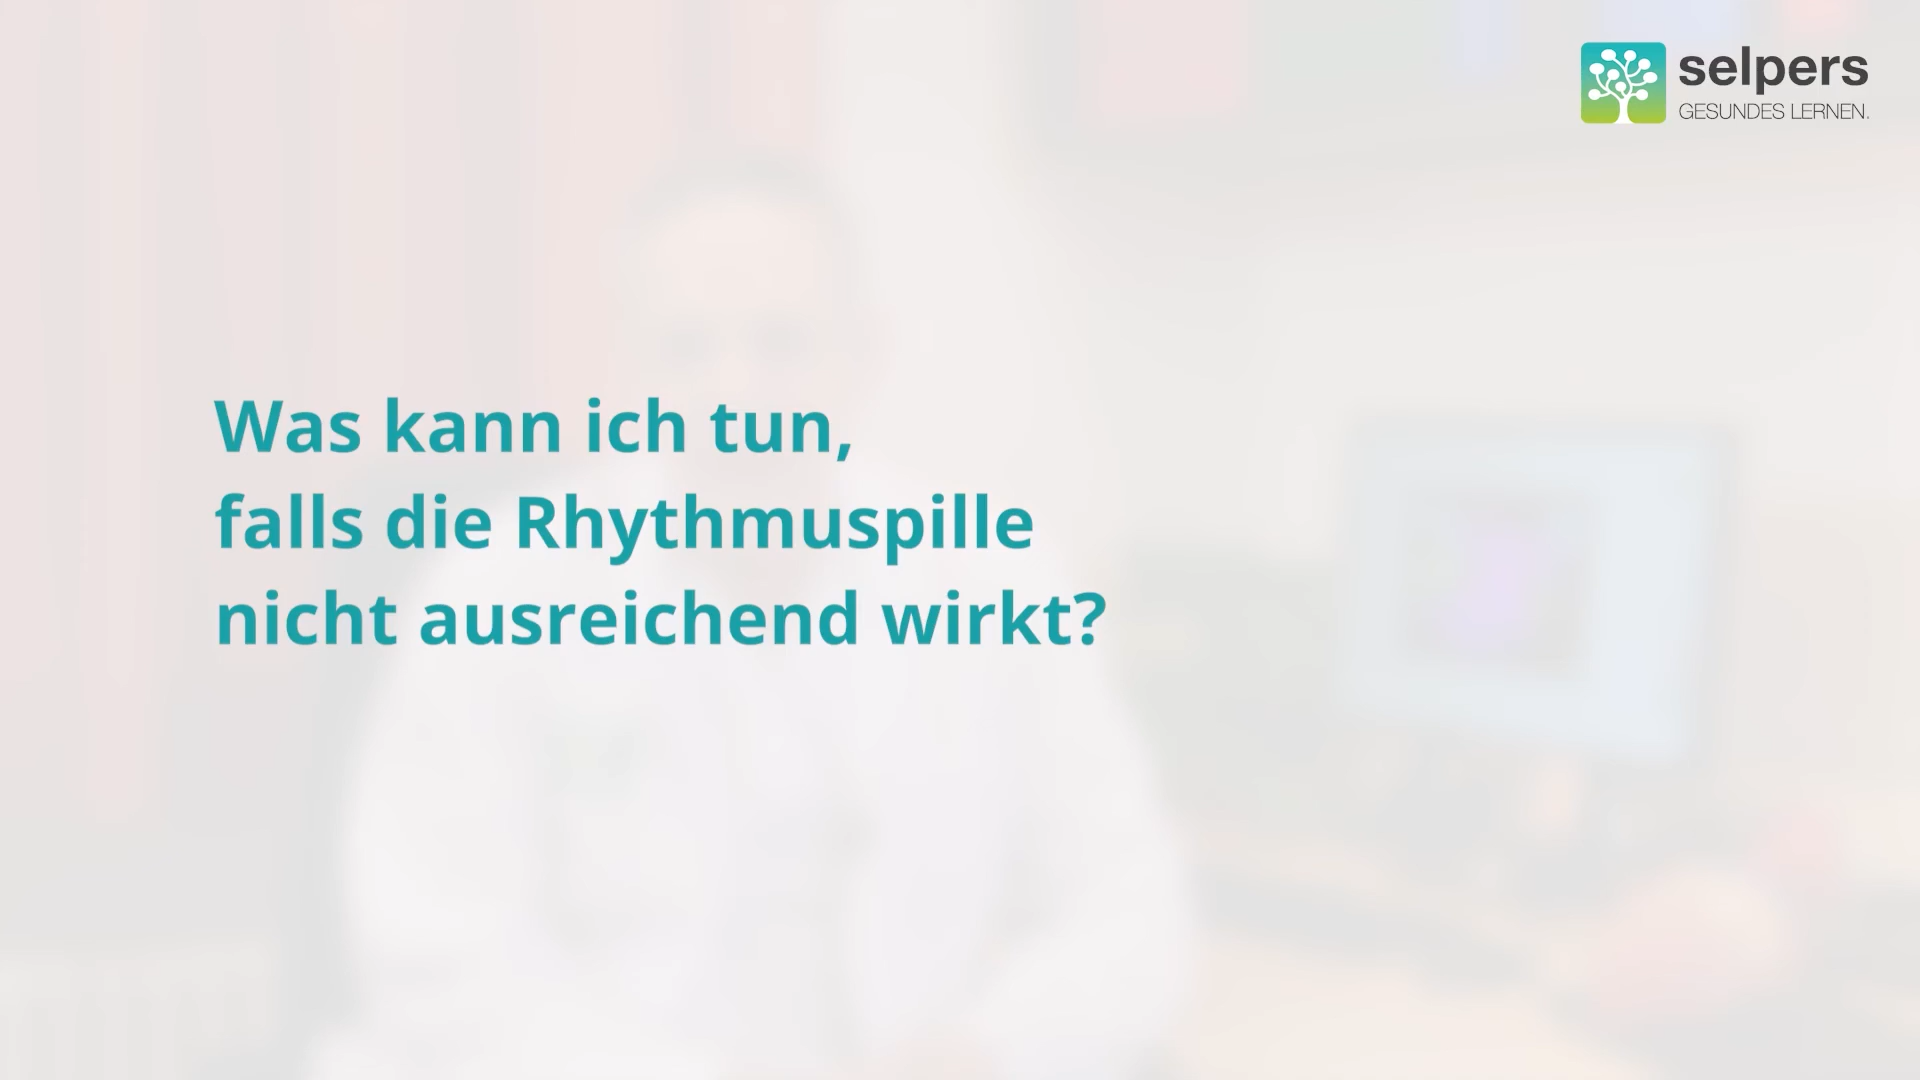 selpers
GESUNDES LERNEN.
Was kann ich tun,
falls die Rhythmuspille
nicht ausreichend wirkt?